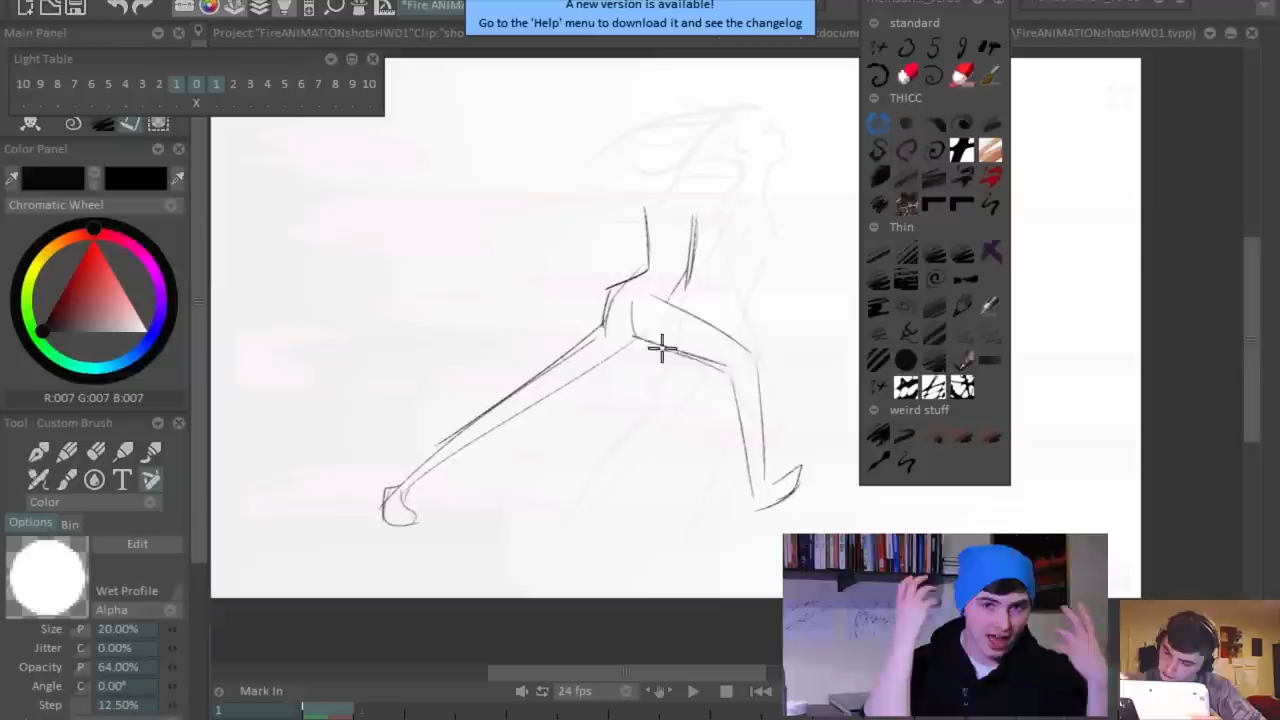 A new version is available!
Go to the 'Help' menu to download it and see the changelog
*Fire ANIMA
Main Panel
Project: "FireANIMATIONshotsHW01"Clip:"sho
\FireANIMATIONshotsHW01.tvpp)
Light Table
10 9 8 7 6 5 4 3 2 1 0 1 2 3 4 5 6 7 8 9 10
X
Color Panel
Chromatic Wheel
R:007 G:007 B:007
Tool : Custom Brush
Color
Options Bin
Edit
Wet Profile
Alpha
Size P 20.00%
Jitter C 0.00%
Opacity P 64.00%
Angle C 0.00°
Step 12.50%
standard
THICC
Thin
weird stuff
Mark In
24 fps
1